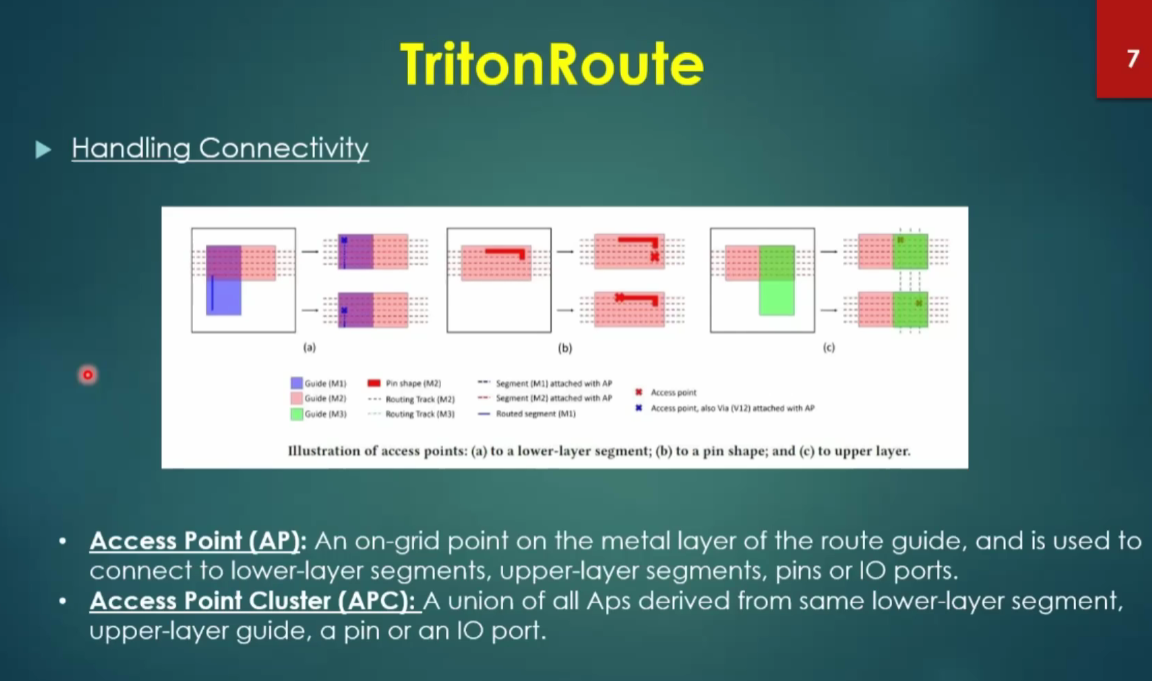 TritonRoute
7
Handling Connectivity
(a)
(b)
(c)
Guide (M1)
Guide (M2)
Guide (M3)
Pin shape (M2)
Routing Track (M2)
Routing Track (M3)
Segment (M1) attached with AP
Segment (M2) attached with AP
Routed segment (M1)
Access point
Access point, also Via (V12) attached with AP
Illustration of access points: (a) to a lower-layer segment; (b) to a pin shape; and (c) to upper layer.
• Access Point (AP): An on-grid point on the metal layer of the route guide, and is used to
connect to lower-layer segments, upper-layer segments, pins or IO ports.
• Access Point Cluster (APC): A union of all Aps derived from same lower-layer segment,
upper-layer guide, a pin or an IO port.